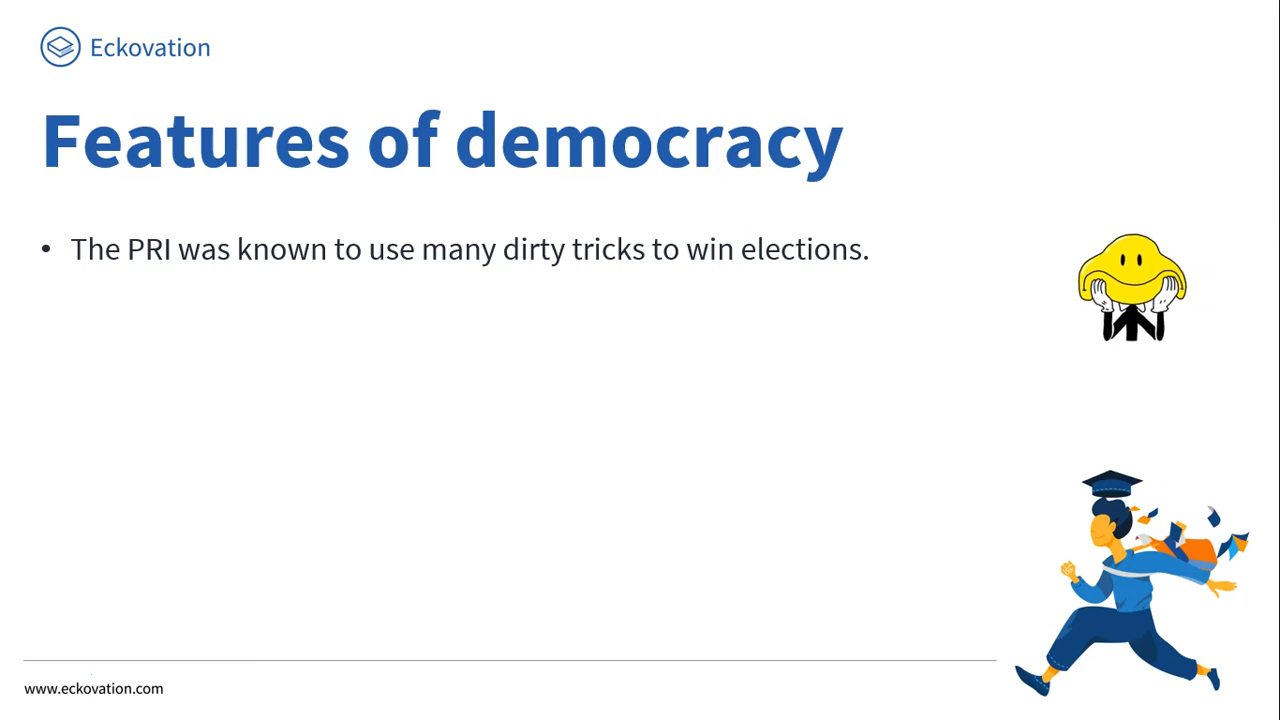 Eckovation
Features of democracy
• The PRI was known to use many dirty tricks to win elections.
www.eckovation.com